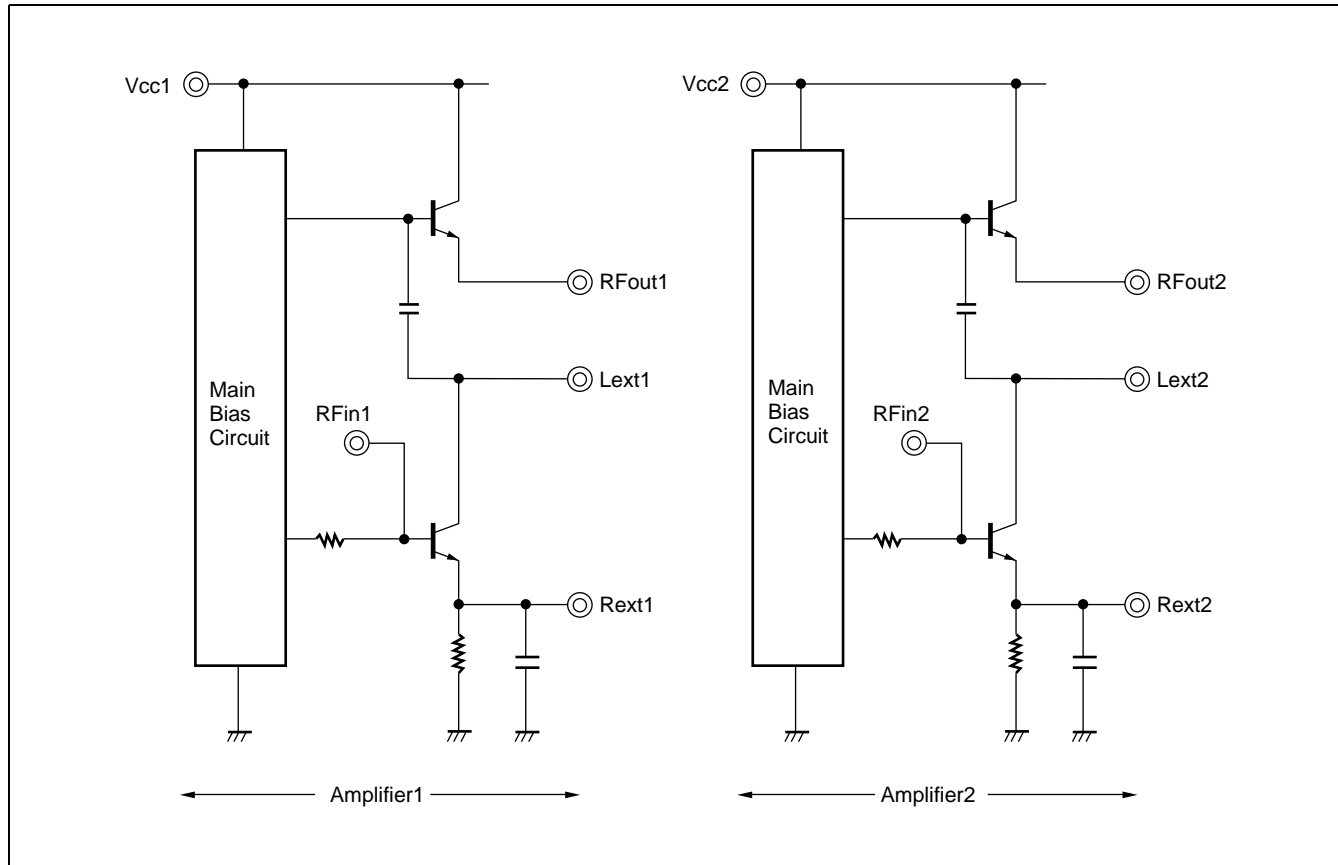 Vcc1
RFout1
Lext1
Main
Bias
Circuit
RFin1
Rext1
Amplifier1
Vcc2
RFout2
Lext2
Main
Bias
Circuit
RFin2
Rext2
Amplifier2